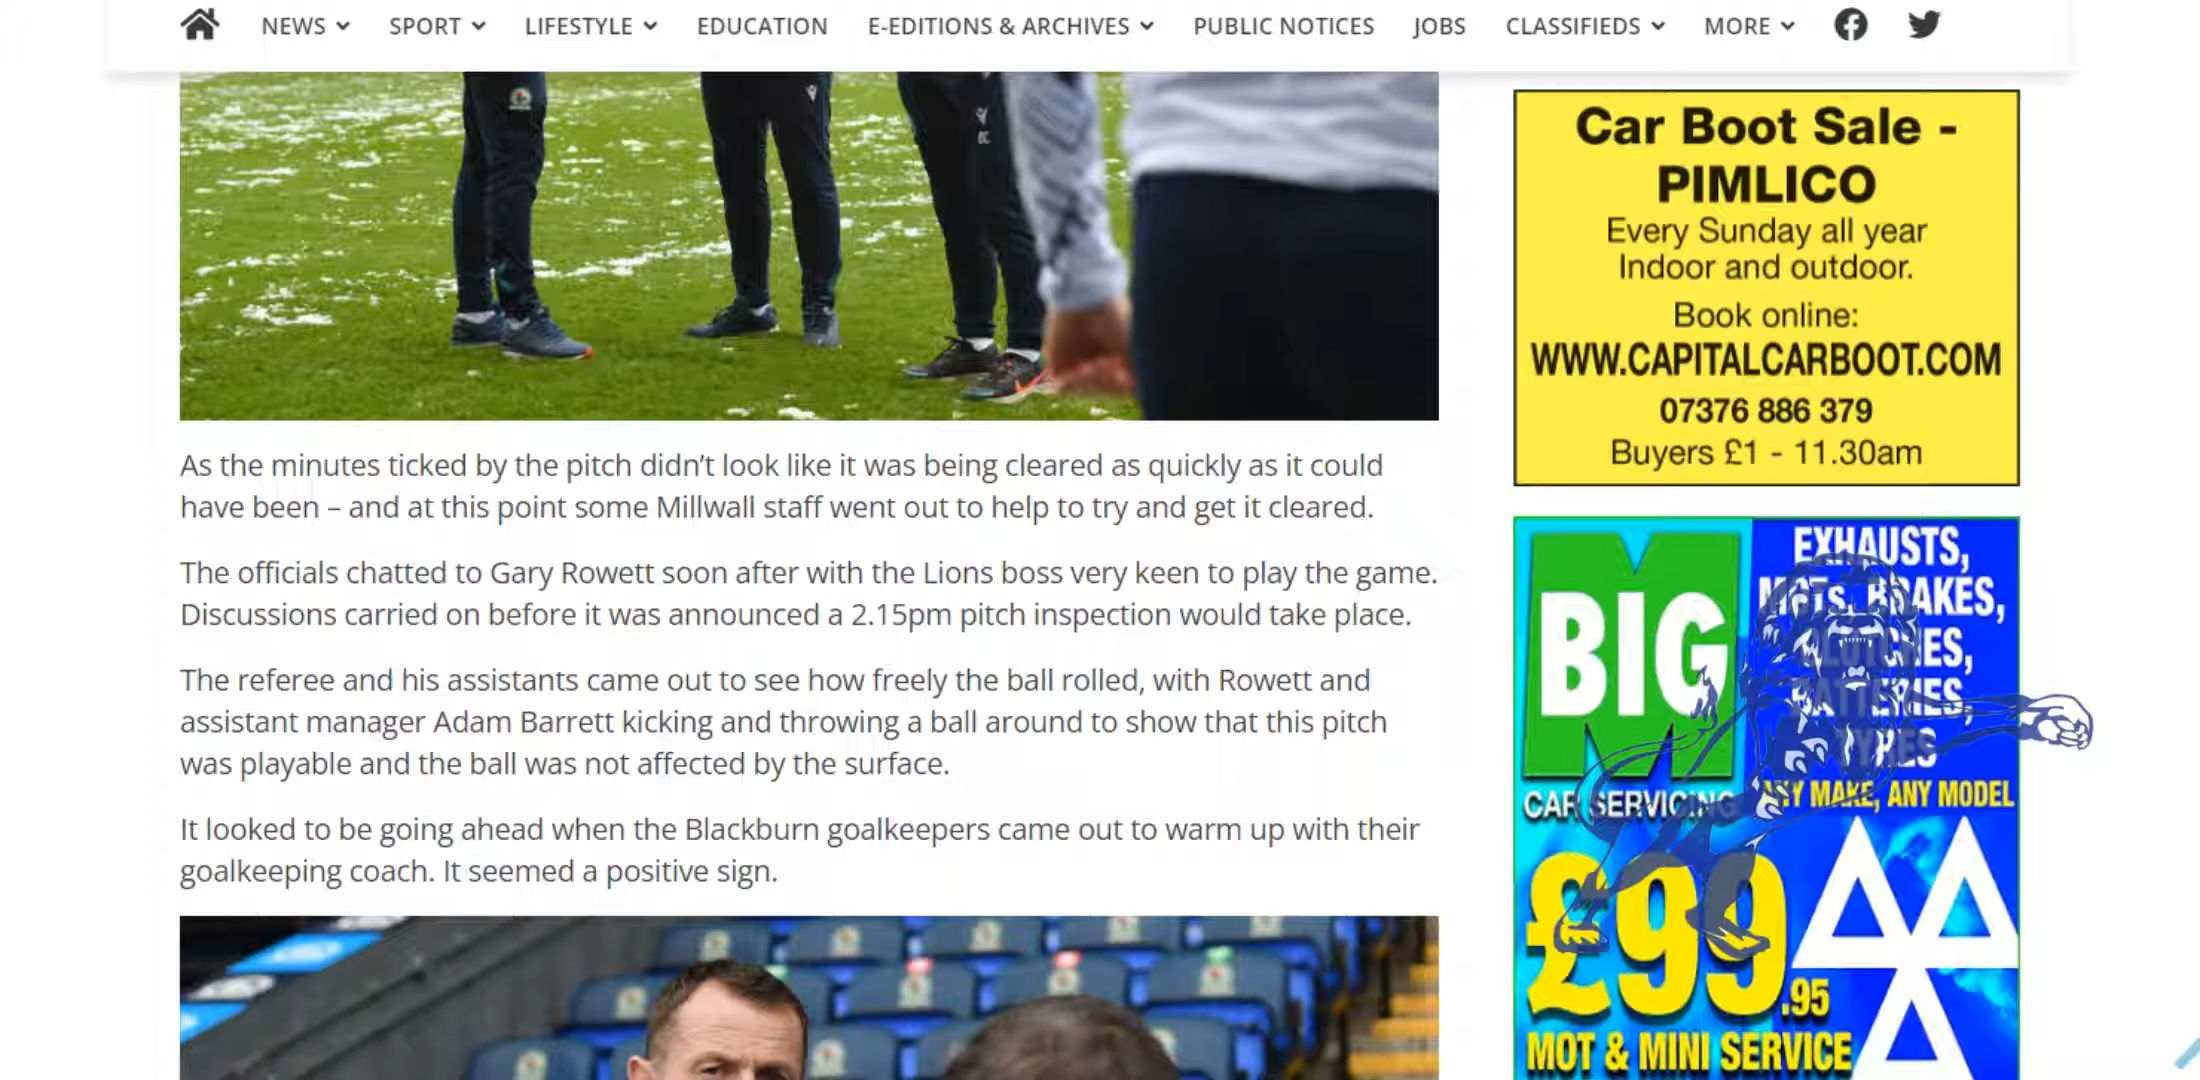 NEWS SPORT LIFESTYLE EDUCATION E-EDITIONS & ARCHIVES PUBLIC NOTICES JOBS CLASSIFIEDS MORE
As the minutes ticked by the pitch didn’t look like it was being cleared as quickly as it could
have been – and at this point some Millwall staff went out to help to try and get it cleared.
The officials chatted to Gary Rowett soon after with the Lions boss very keen to play the game.
Discussions carried on before it was announced a 2.15pm pitch inspection would take place.
The referee and his assistants came out to see how freely the ball rolled, with Rowett and
assistant manager Adam Barrett kicking and throwing a ball around to show that this pitch
was playable and the ball was not affected by the surface.
It looked to be going ahead when the Blackburn goalkeepers came out to warm up with their
goalkeeping coach. It seemed a positive sign.
Car Boot Sale -
PIMLICO
Every Sunday all year
Indoor and outdoor.
Book online:
WWW.CAPITALCARBOOT.COM
07376 886 379
Buyers £1 - 11.30am
BIG
CAR SERVICING
EXHAUSTS,
BRAKES,
TYRES
ANY MAKE, ANY MODEL
£99.95
MOT & MINI SERVICE